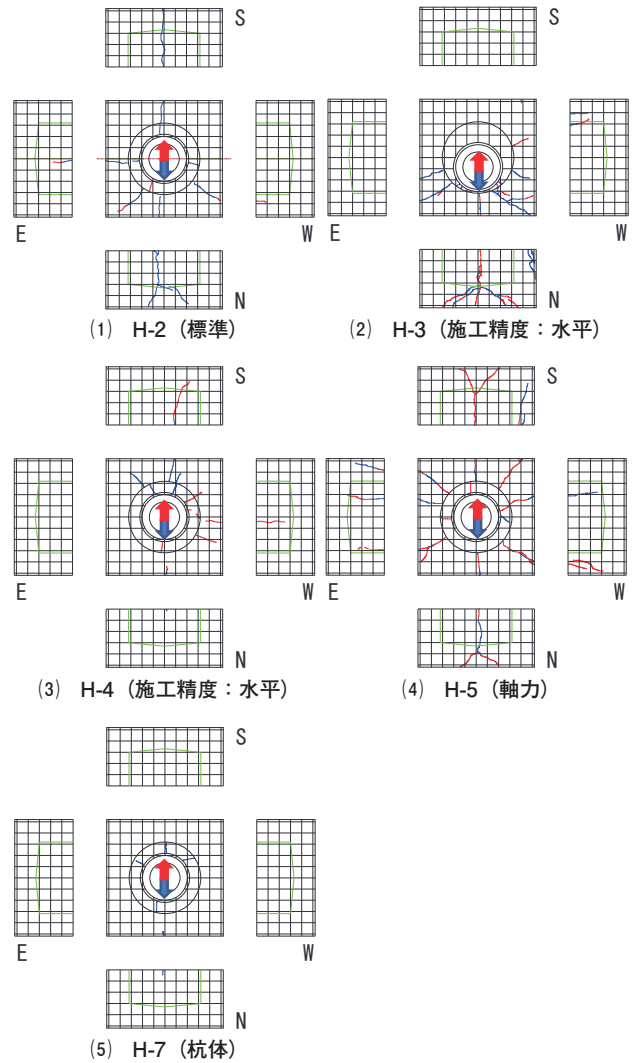 S
E
W
N
(1) H-2（標準）
S
E
W
N
(2) H-3（施工精度：水平）
S
E
W
N
(3) H-4（施工精度：水平）
S
E
W
N
(4) H-5（軸力）
S
E
W
N
(5) H-7（杭体）